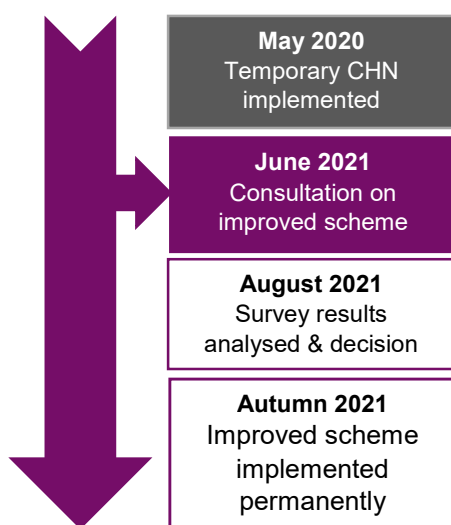 May 2020
Temporary CHN
implemented
June 2021
Consultation on
improved scheme
August 2021
Survey results
analysed & decision
Autumn 2021
Improved scheme
implemented
permanently